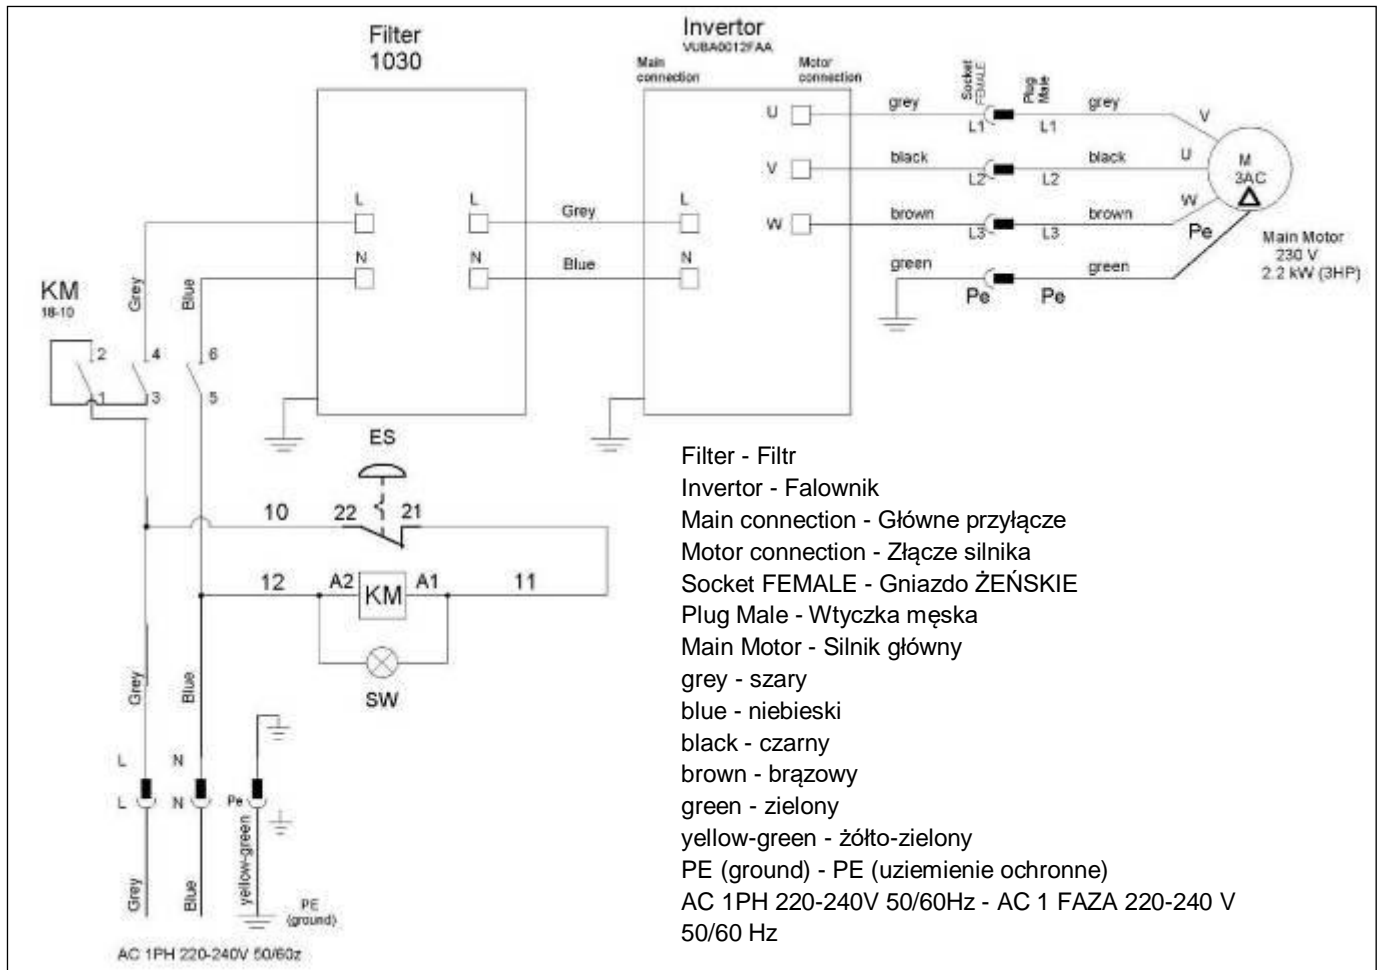 Filter
1030
Invertor
VUBA0012FAA
Main
connection
Motor
connection
Socket
FEMALE
Plug
Male
U
grey
L1
L1
grey
V
V
black
L2
L2
black
U
M
3AC
W
brown
L3
L3
brown
W
Pe
green
Pe
Pe
green
Main Motor
230 V
2.2 kW (3HP)
L
L
Grey
L
N
N
Blue
N
KM
18-10
Grey
Blue
2
4
6
1
3
5
ES
10
22
21
12
A2
KM
A1
11
SW
Grey
Blue
L
N
L
N
Pe
Grey
Blue
yellow-green
PE
(ground)
AC 1PH 220-240V 50/60z
Filter - Filtr
Invertor - Falownik
Main connection - Główne przyłącze
Motor connection - Złącze silnika
Socket FEMALE - Gniazdo ŻEŃSKIE
Plug Male - Wtyczka męska
Main Motor - Silnik główny
grey - szary
blue - niebieski
black - czarny
brown - brązowy
green - zielony
yellow-green - żółto-zielony
PE (ground) - PE (uziemienie ochronne)
AC 1PH 220-240V 50/60Hz - AC 1 FAZA 220-240 V
50/60 Hz